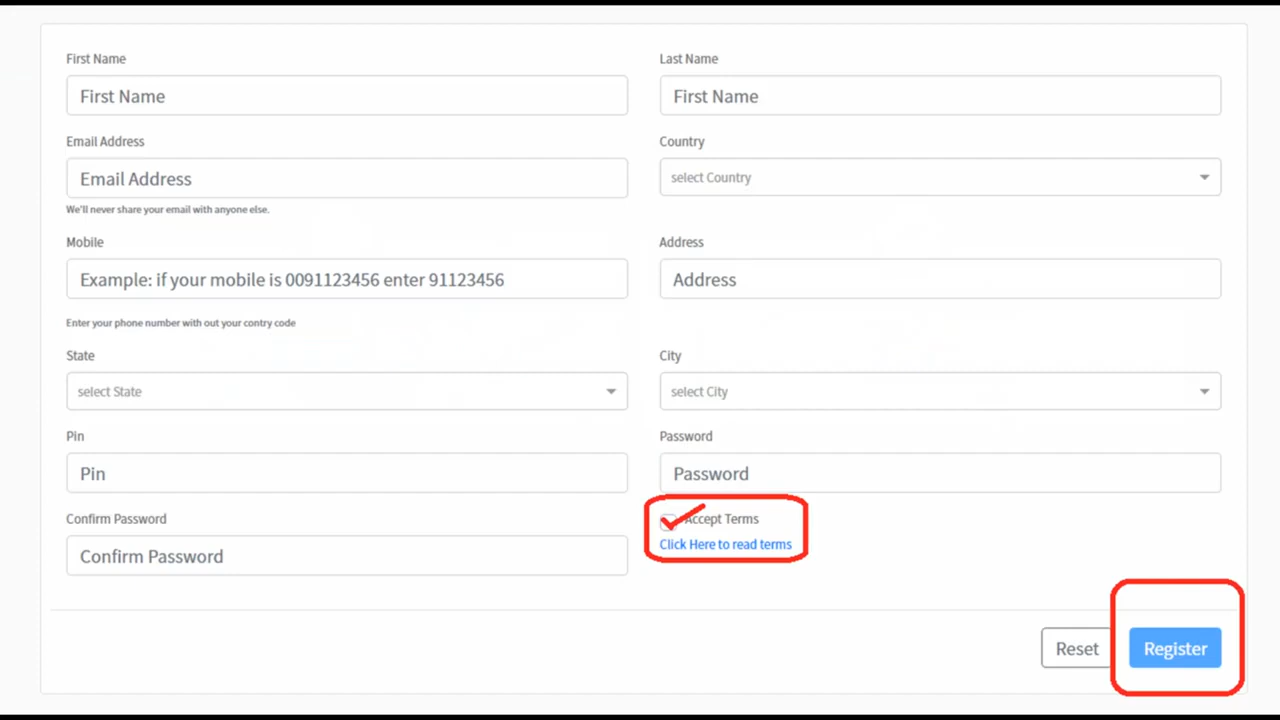 First Name
Last Name
First Name
First Name
Email Address
Country
Email Address
select Country
We'll never share your email with anyone else.
Mobile
Address
Example: if your mobile is 0091123456 enter 91123456
Address
Enter your phone number with out your contry code
State
City
select State
select City
Pin
Password
Pin
Password
Confirm Password
Accept Terms
Click Here to read terms
Confirm Password
Reset
Register